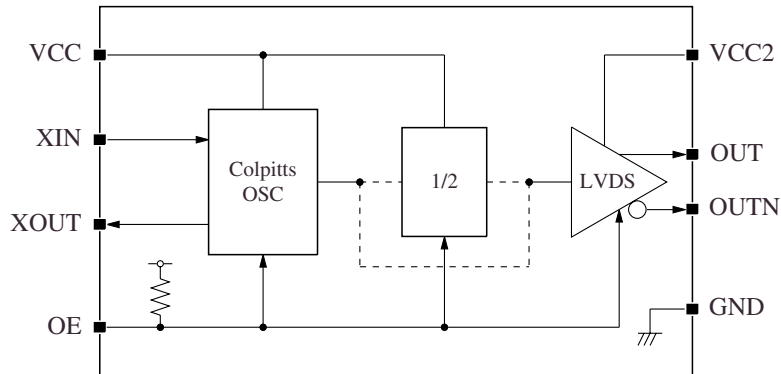 VCC
VCC2
XIN
Colpitts
OSC
1/2
LVDS
OUT
OUTN
XOUT
OE
GND